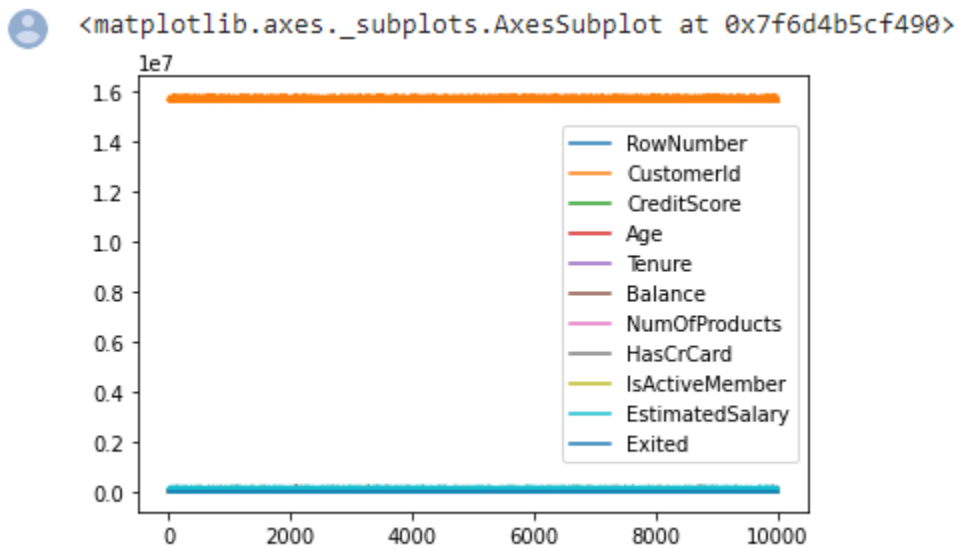 <matplotlib.axes._subplots.AxesSubplot at 0x7f6d4b5cf490>
1e7
1.6
1.4
1.2
1.0
0.8
0.6
0.4
0.2
0.0
RowNumber
CustomerId
CreditScore
Age
Tenure
Balance
NumOfProducts
HasCrCard
IsActiveMember
EstimatedSalary
Exited
0 2000 4000 6000 8000 10000